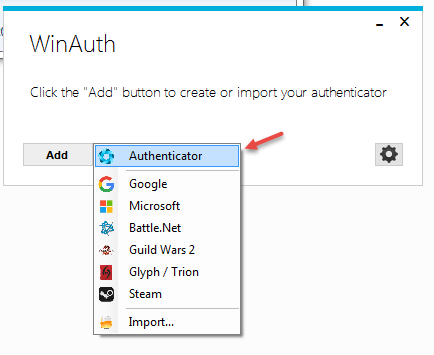 WinAuth
Click the "Add" button to create or import your authenticator
Add
Authenticator
Google
Microsoft
Battle.Net
Guild Wars 2
Glyph / Trion
Steam
Import...